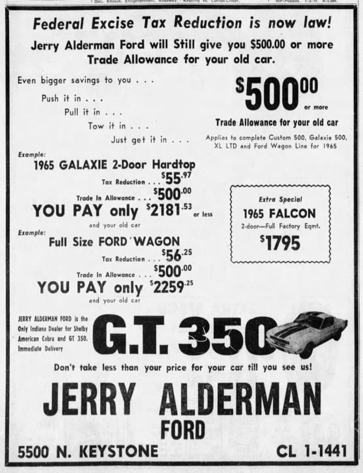 Federal Excise Tax Reduction is now law!
Jerry Alderman Ford will Still give you $500.00 or more
Trade Allowance for your old car.
Even bigger savings to you . . .
Push it in . . .
Pull it in . . .
Tow it in . . .
Just get it in . . .
$500.00
or more
Trade Allowance for your old car
Applies to complete Custom 500, Galaxie 500,
XL LTD and Ford Wagon Line for 1965
Example:
1965 GALAXIE 2-Door Hardtop
Tax Reduction . . . $55.97
Trade In Allowance . . . $500.00
YOU PAY only $2181.53 or less
and your old car
Example:
Full Size FORD WAGON
Tax Reduction . . . $56.25
Trade In Allowance . . . $500.00
YOU PAY only $2259.25
and your old car
Extra Special
1965 FALCON
2-door—Full Factory Eqmt.
$1795
JERRY ALDERMAN FORD is the
Only Indiana Dealer for Shelby
American Cobra and GT 350.
Immediate Delivery
G.T. 350
Don't take less than your price for your car till you see us!
JERRY ALDERMAN
FORD
5500 N. KEYSTONE
CL 1-1441